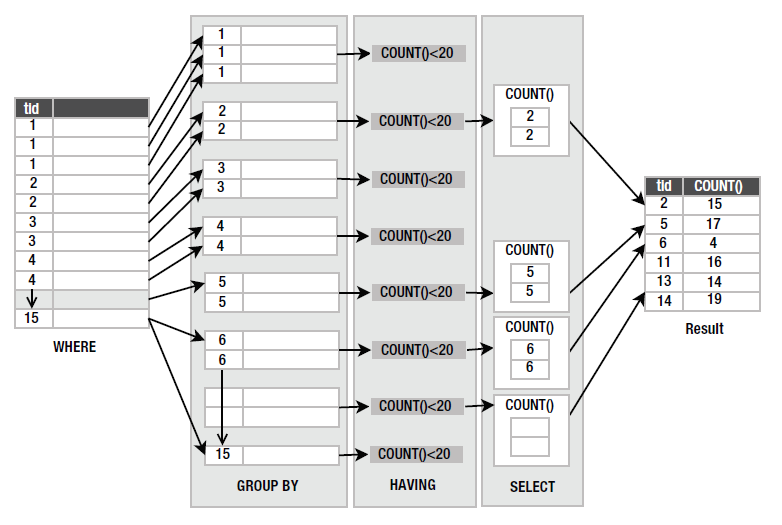 tid
1
1
1
2
2
3
3
4
4
15
WHERE
1
1
1
2
2
3
3
4
4
5
5
6
6
15
GROUP BY
COUNT()<20
COUNT()<20
COUNT()<20
COUNT()<20
COUNT()<20
COUNT()<20
COUNT()<20
COUNT()<20
HAVING
COUNT()
2
2
COUNT()
5
5
COUNT()
6
6
COUNT()
SELECT
tid COUNT()
2 15
5 17
6 4
11 16
13 14
14 19
Result